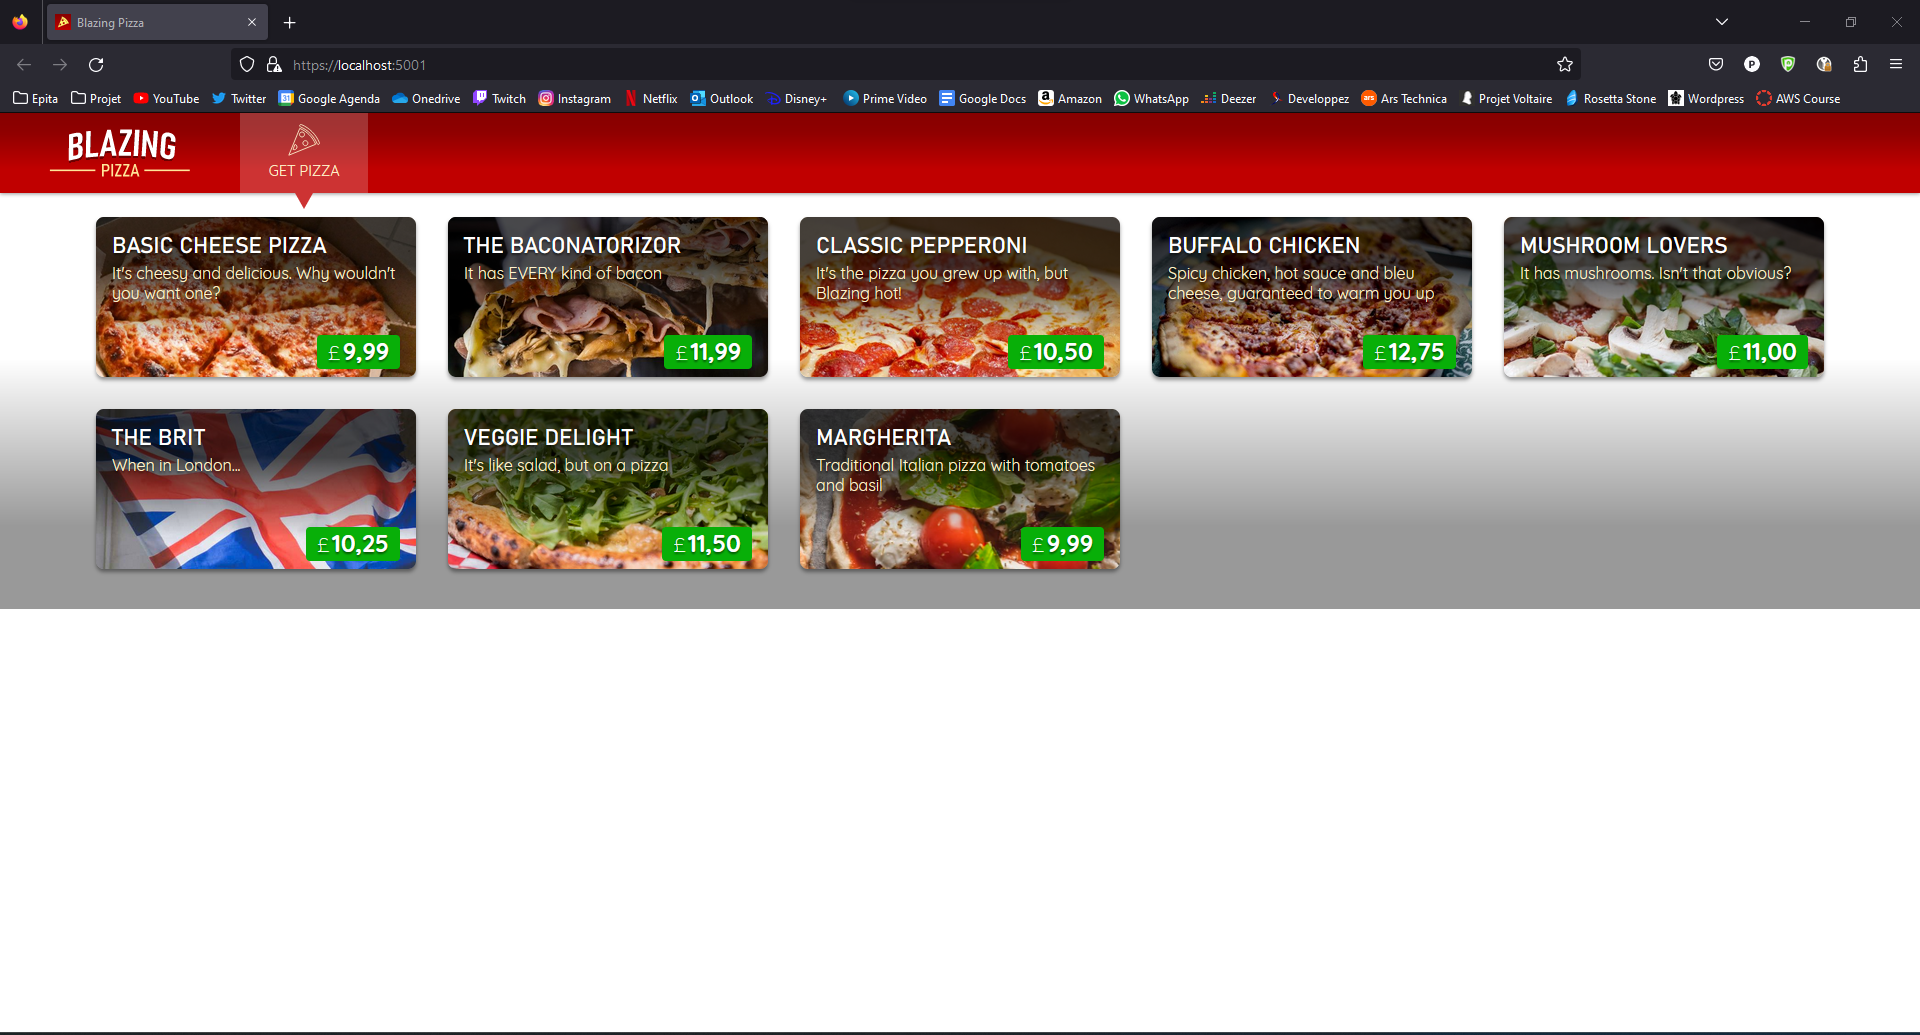 Blazing Pizza
https://localhost:5001
Epita Projet YouTube Twitter Google Agenda Onedrive Twitch Instagram Netflix Outlook Disney+ Prime Video Google Docs Amazon WhatsApp Deezer Developpez Ars Technica Projet Voltaire Rosetta Stone Wordpress AWS Course
BLAZING
PIZZA
GET PIZZA
BASIC CHEESE PIZZA
It's cheesy and delicious. Why wouldn't
you want one?
£9,99
THE BACONATORIZOR
It has EVERY kind of bacon
£11,99
CLASSIC PEPPERONI
It's the pizza you grew up with, but
Blazing hot!
£10,50
BUFFALO CHICKEN
Spicy chicken, hot sauce and bleu
cheese, guaranteed to warm you up
£12,75
MUSHROOM LOVERS
It has mushrooms. Isn't that obvious?
£11,00
THE BRIT
When in London...
£10,25
VEGGIE DELIGHT
It's like salad, but on a pizza
£11,50
MARGHERITA
Traditional Italian pizza with tomatoes
and basil
£9,99